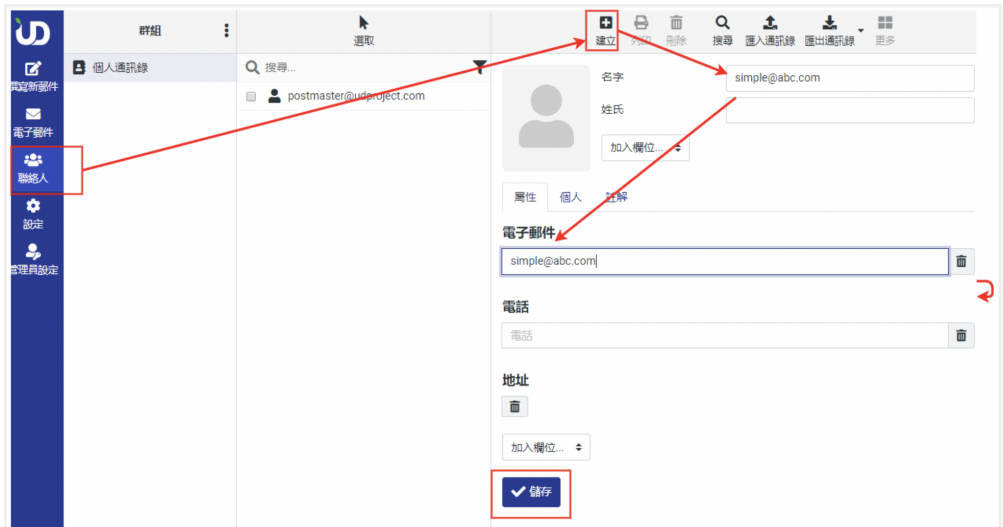 UD
撰寫新郵件
電子郵件
聯絡人
設定
管理員設定
群組
個人通訊錄
選取
搜尋...
postmaster@udproject.com
建立
列印
刪除
搜尋
匯入通訊錄
匯出通訊錄
更多
名字
simple@abc.com
姓氏
加入欄位...
屬性
個人
註解
電子郵件
simple@abc.com
電話
電話
地址
加入欄位...
儲存